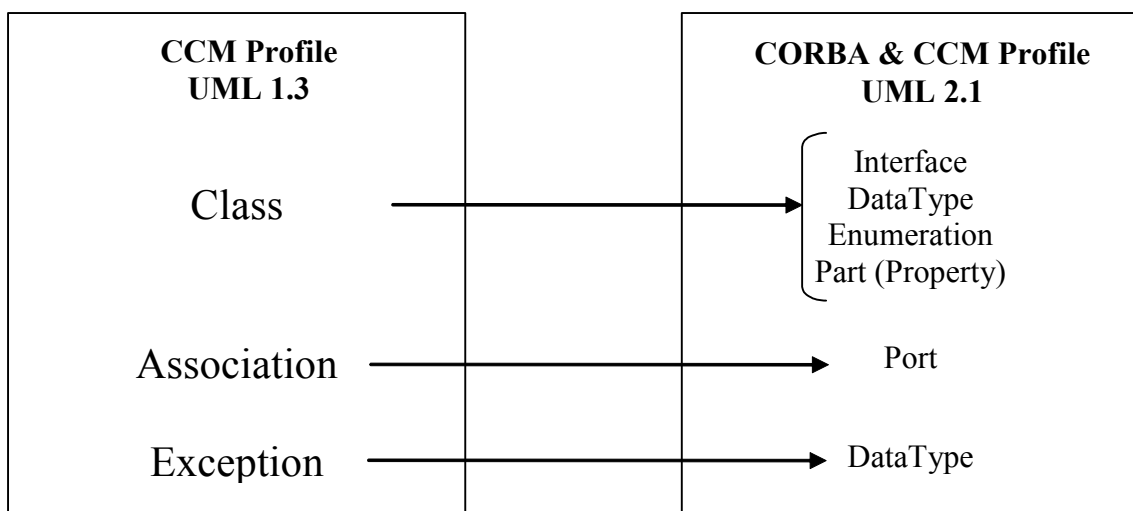 CCM Profile
UML 1.3
CORBA & CCM Profile
UML 2.1
Class
Interface
DataType
Enumeration
Part (Property)
Association
Port
Exception
DataType